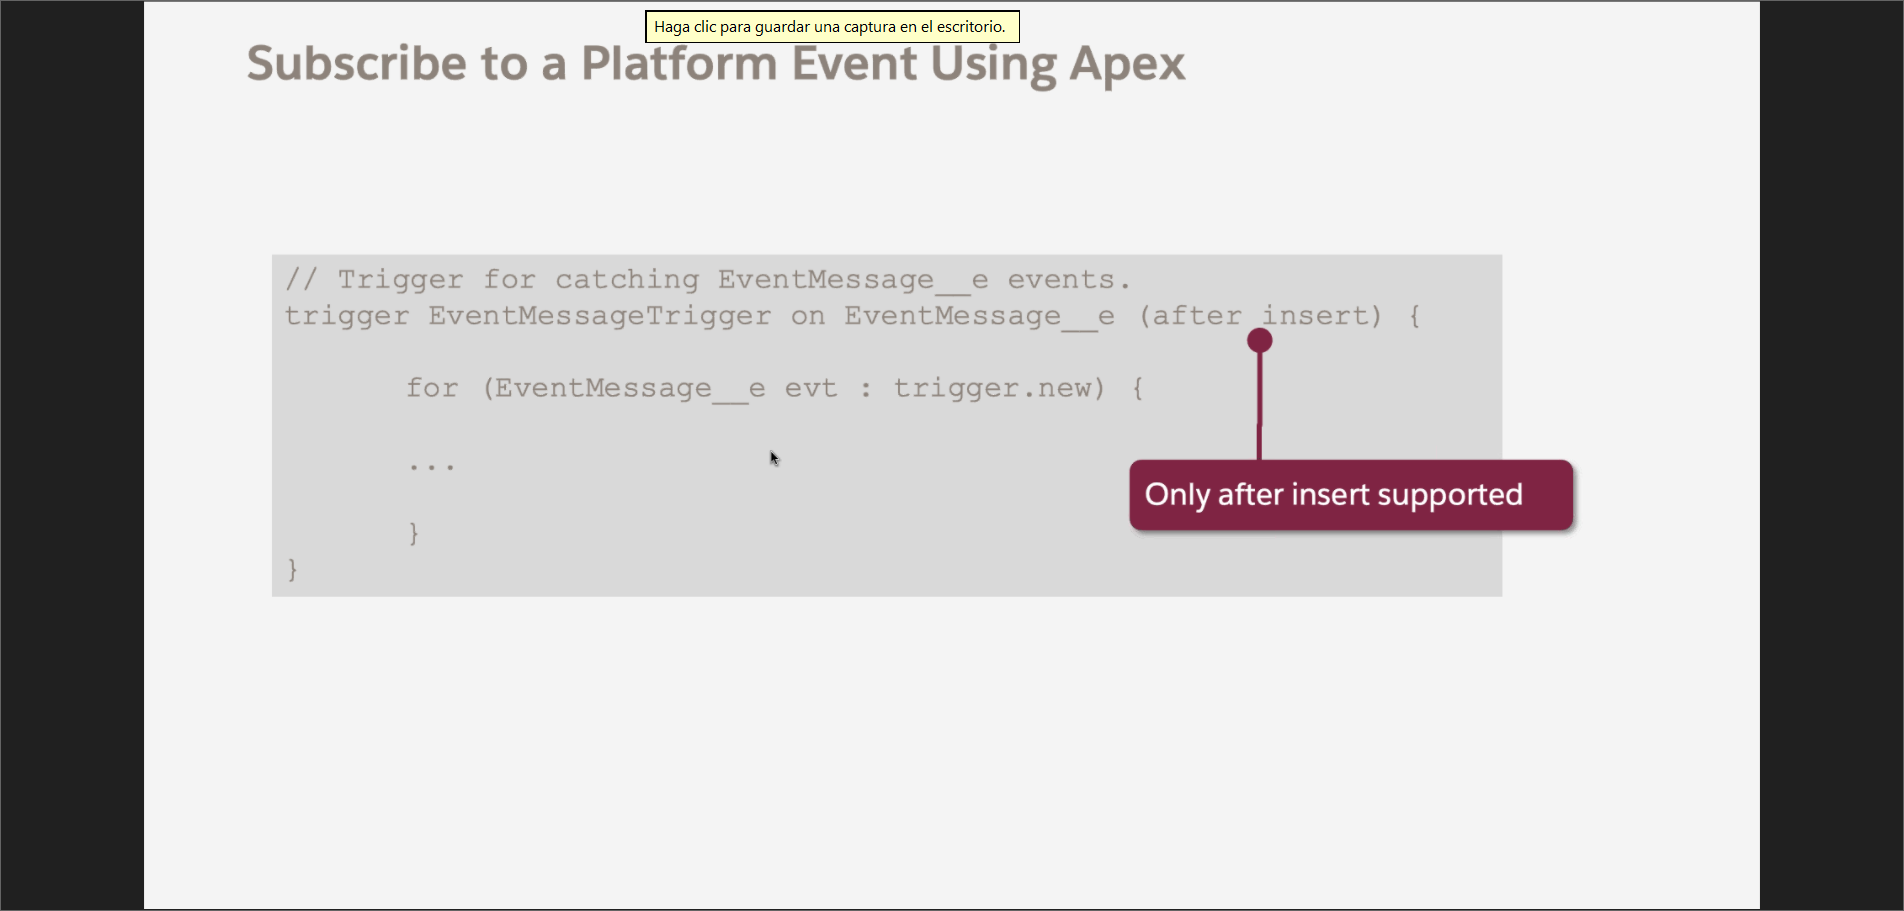 Haga clic para guardar una captura en el escritorio.
Subscribe to a Platform Event Using Apex
// Trigger for catching EventMessage__e events.
trigger EventMessageTrigger on EventMessage__e (after insert) {
for (EventMessage__e evt : trigger.new) {
...
Only after insert supported
}
}